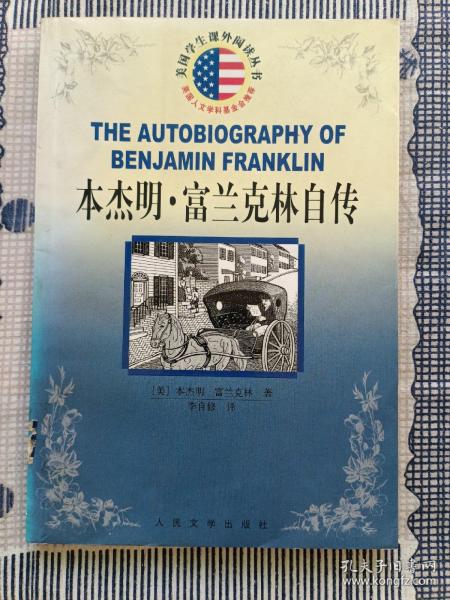 美国学生课外阅读丛书
美国人文学科基金会推荐
THE AUTOBIOGRAPHY OF
BENJAMIN FRANKLIN
本杰明·富兰克林自传
[美] 本杰明·富兰克林 著
李自修 译
人民文学出版社
孔夫子旧书网
www.kongfz.com